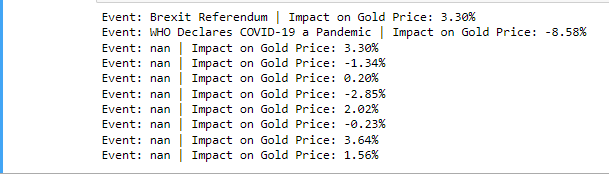 Event: Brexit Referendum | Impact on Gold Price: 3.30%
Event: WHO Declares COVID-19 a Pandemic | Impact on Gold Price: -8.58%
Event: nan | Impact on Gold Price: 3.30%
Event: nan | Impact on Gold Price: -1.34%
Event: nan | Impact on Gold Price: 0.20%
Event: nan | Impact on Gold Price: -2.85%
Event: nan | Impact on Gold Price: 2.02%
Event: nan | Impact on Gold Price: -0.23%
Event: nan | Impact on Gold Price: 3.64%
Event: nan | Impact on Gold Price: 1.56%